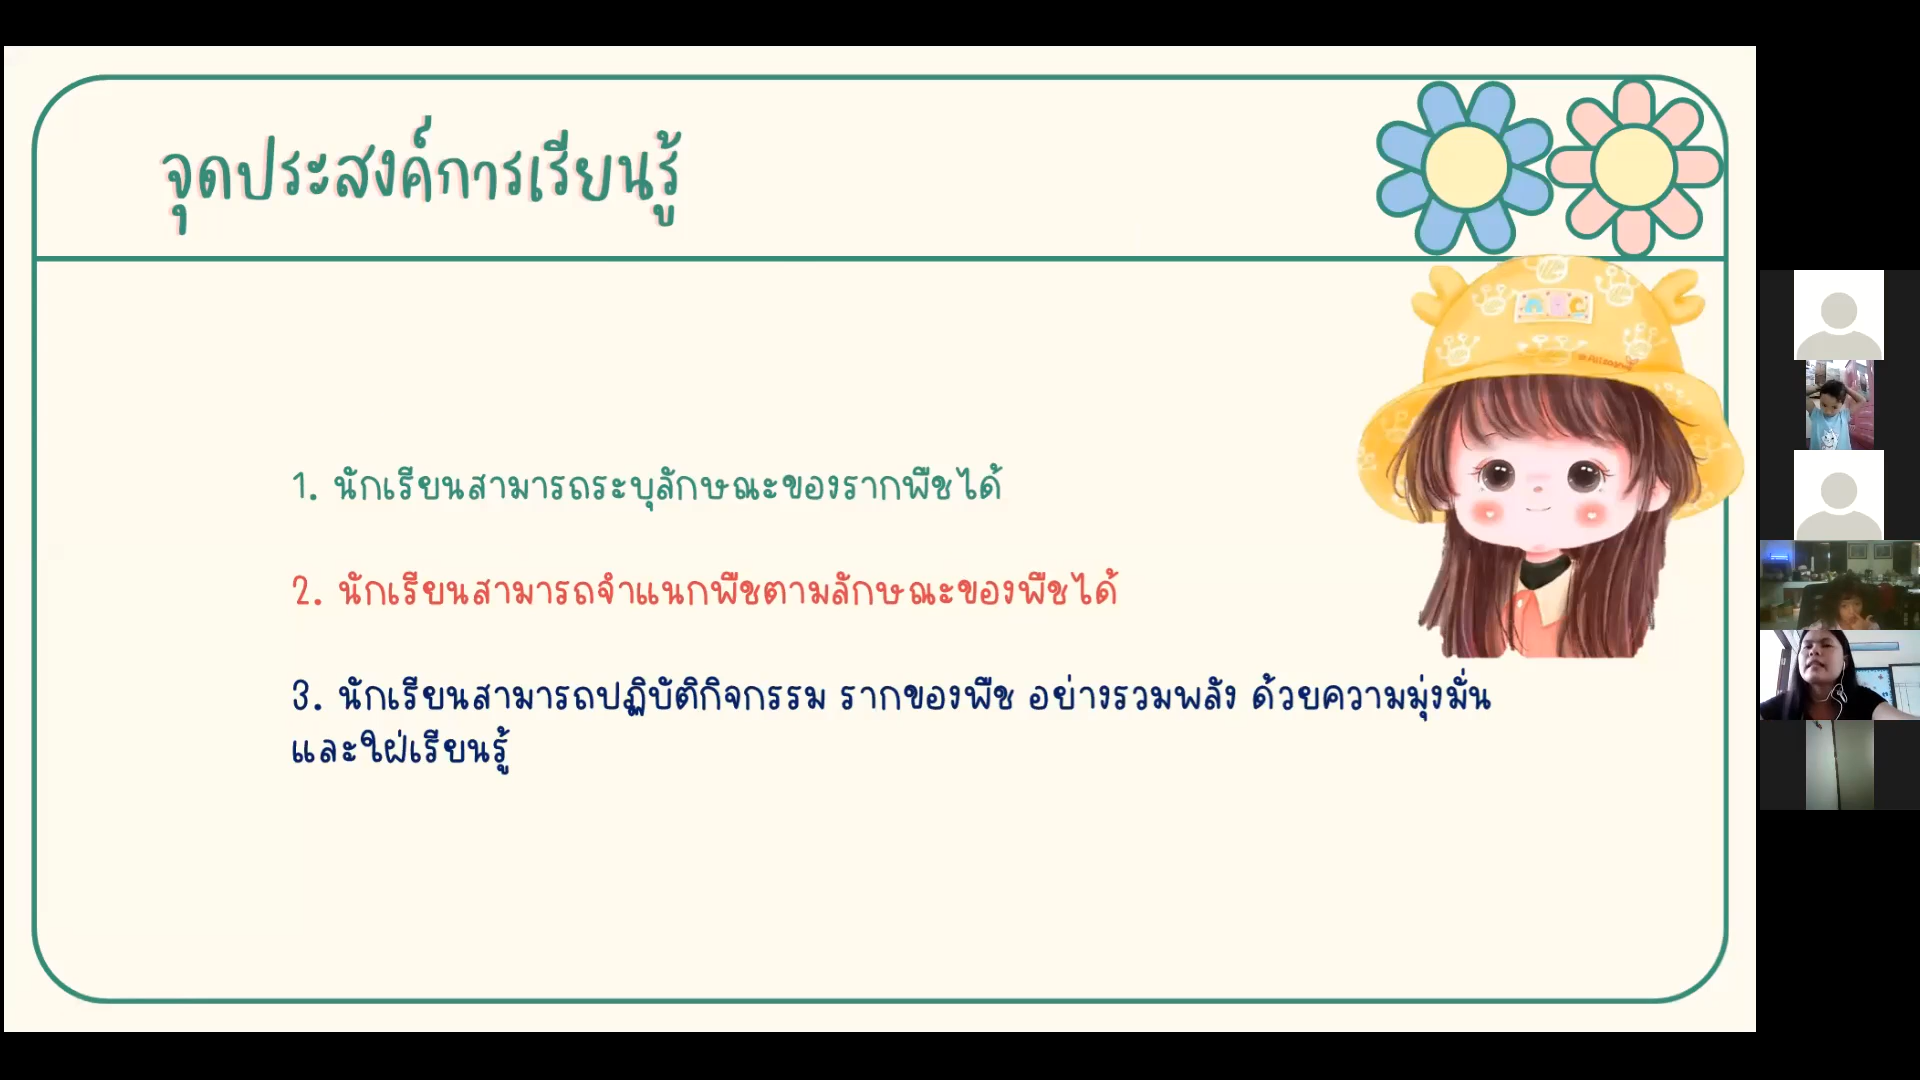 จุดประสงค์การเรียนรู้
1. นักเรียนสามารถระบุลักษณะของรากพืชได้
2. นักเรียนสามารถจำแนกพืชตามลักษณะของพืชได้
3. นักเรียนสามารถปฏิบัติกิจกรรม รากของพืช อย่างรวมพลัง ด้วยความมุ่งมั่น
และใฝ่เรียนรู้